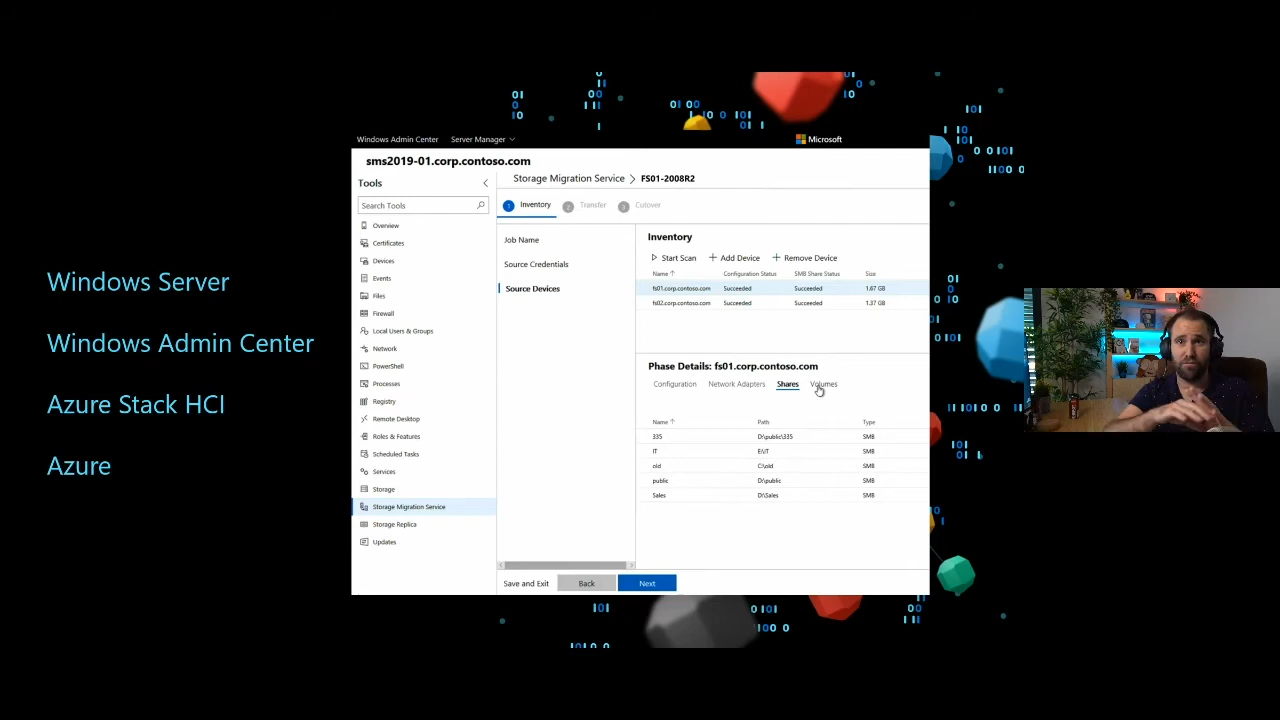 Windows Server
Windows Admin Center
Azure Stack HCI
Azure
Windows Admin Center
Server Manager
Microsoft
sms2019-01.corp.contoso.com
Tools
Search Tools
Overview
Certificates
Devices
Events
Files
Firewall
Local Users & Groups
Network
PowerShell
Processes
Registry
Remote Desktop
Roles & Features
Scheduled Tasks
Services
Storage
Storage Migration Service
Storage Replica
Updates
Storage Migration Service > FS01-2008R2
1 Inventory 2 Transfer 3 Cutover
Job Name
Source Credentials
Source Devices
Inventory
Start Scan + Add Device + Remove Device
Name Configuration Status SMB Share Status Size
fs01.corp.contoso.com Succeeded Succeeded 1.67 GB
fs02.corp.contoso.com Succeeded Succeeded 1.37 GB
Phase Details: fs01.corp.contoso.com
Configuration Network Adapters Shares Volumes
Name Path Type
335 D:\public\335 SMB
IT E:\IT SMB
old C:\old SMB
public D:\public SMB
Sales D:\Sales SMB
Save and Exit Back Next